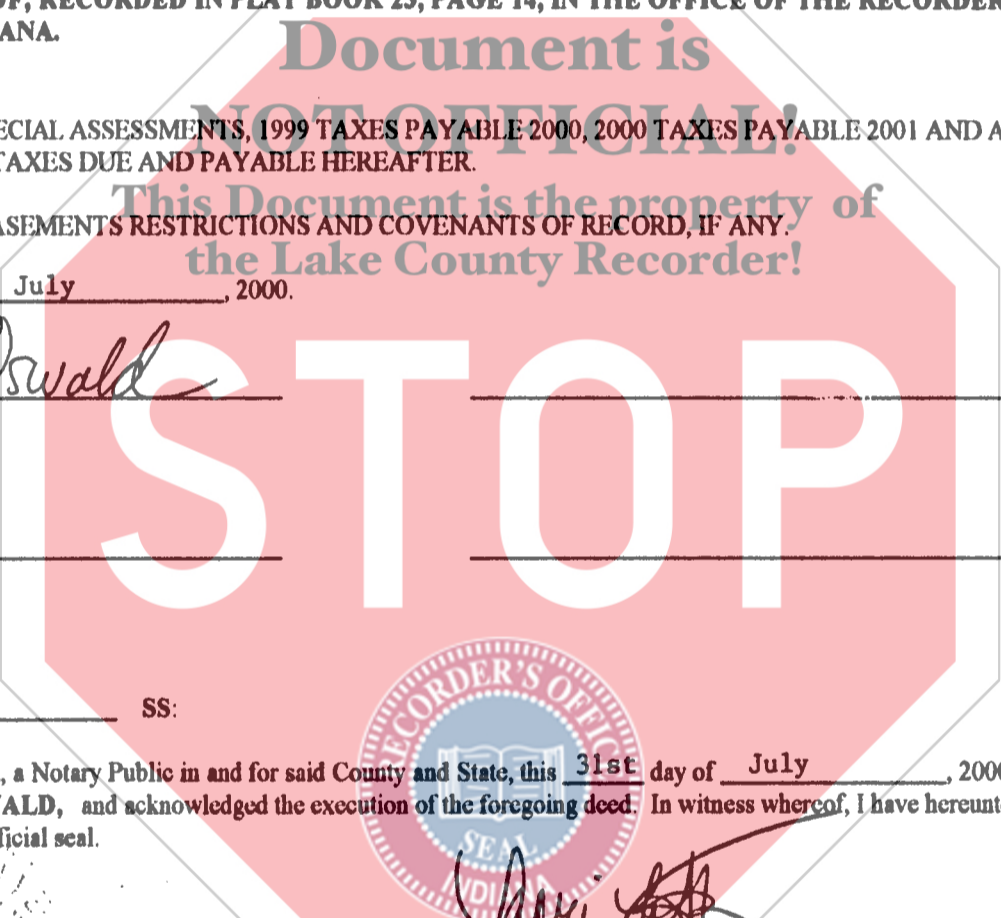 OF, RECORDED IN PLAT BOOK 23, PAGE 14, IN THE OFFICE OF THE RECORDER
ANA.
Document is
NOT OFFICIAL!
ECIAL ASSESSMENTS, 1999 TAXES PAYABLE 2000, 2000 TAXES PAYABLE 2001 AND A
TAXES DUE AND PAYABLE HEREAFTER.
This Document is the property of
ASEMENTS RESTRICTIONS AND COVENANTS OF RECORD, IF ANY.
the Lake County Recorder!
July, 2000.
Oswald
STOP
SS:
RECORDER'S OFFICE
, a Notary Public in and for said County and State, this 31st day of July, 2000
ALD, and acknowledged the execution of the foregoing deed. In witness whereof, I have hereunt
ficial seal.
SEAL
INDIANA